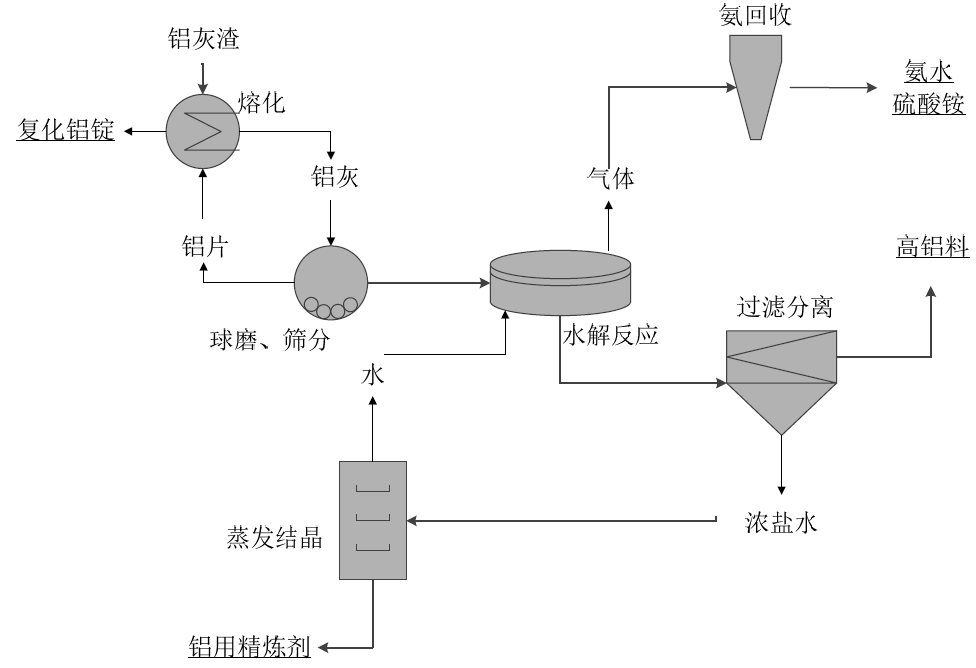 氨回收
铝灰渣
氨水
硫酸铵
熔化
复化铝锭
铝灰
气体
铝片
高铝料
过滤分离
球磨、筛分
水解反应
水
浓盐水
蒸发结晶
铝用精炼剂